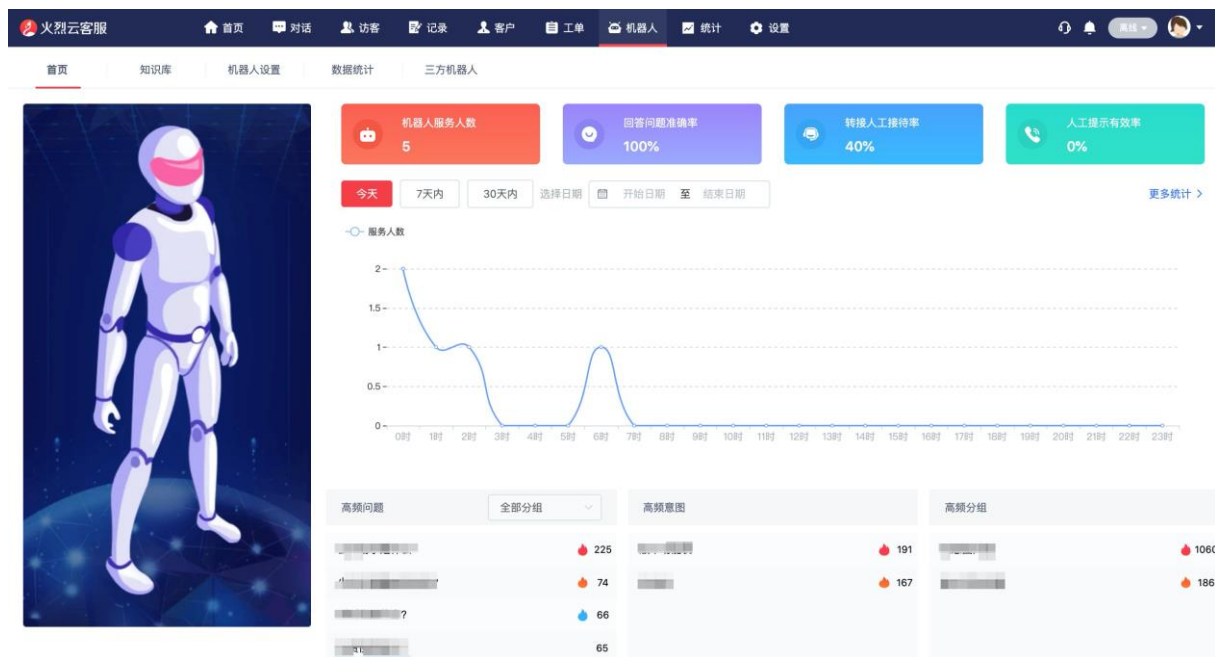 火烈云客服 首页 对话 访客 记录 客户 工单 机器人 统计 设置 离线
首页 知识库 机器人设置 数据统计 三方机器人
机器人服务人数 回答问题准确率 转接人工接待率 人工提示有效率
5 100% 40% 0%
今天 7天内 30天内 选择日期 开始日期 至 结束日期 更多统计 >
服务人数
2
1.5
1
0.5
0
0时 1时 2时 3时 4时 5时 6时 7时 8时 9时 10时 11时 12时 13时 14时 15时 16时 17时 18时 19时 20时 21时 22时 23时
高频问题 全部分组 高频意图 高频分组
225 191 1060
74 167 186
? 66
65